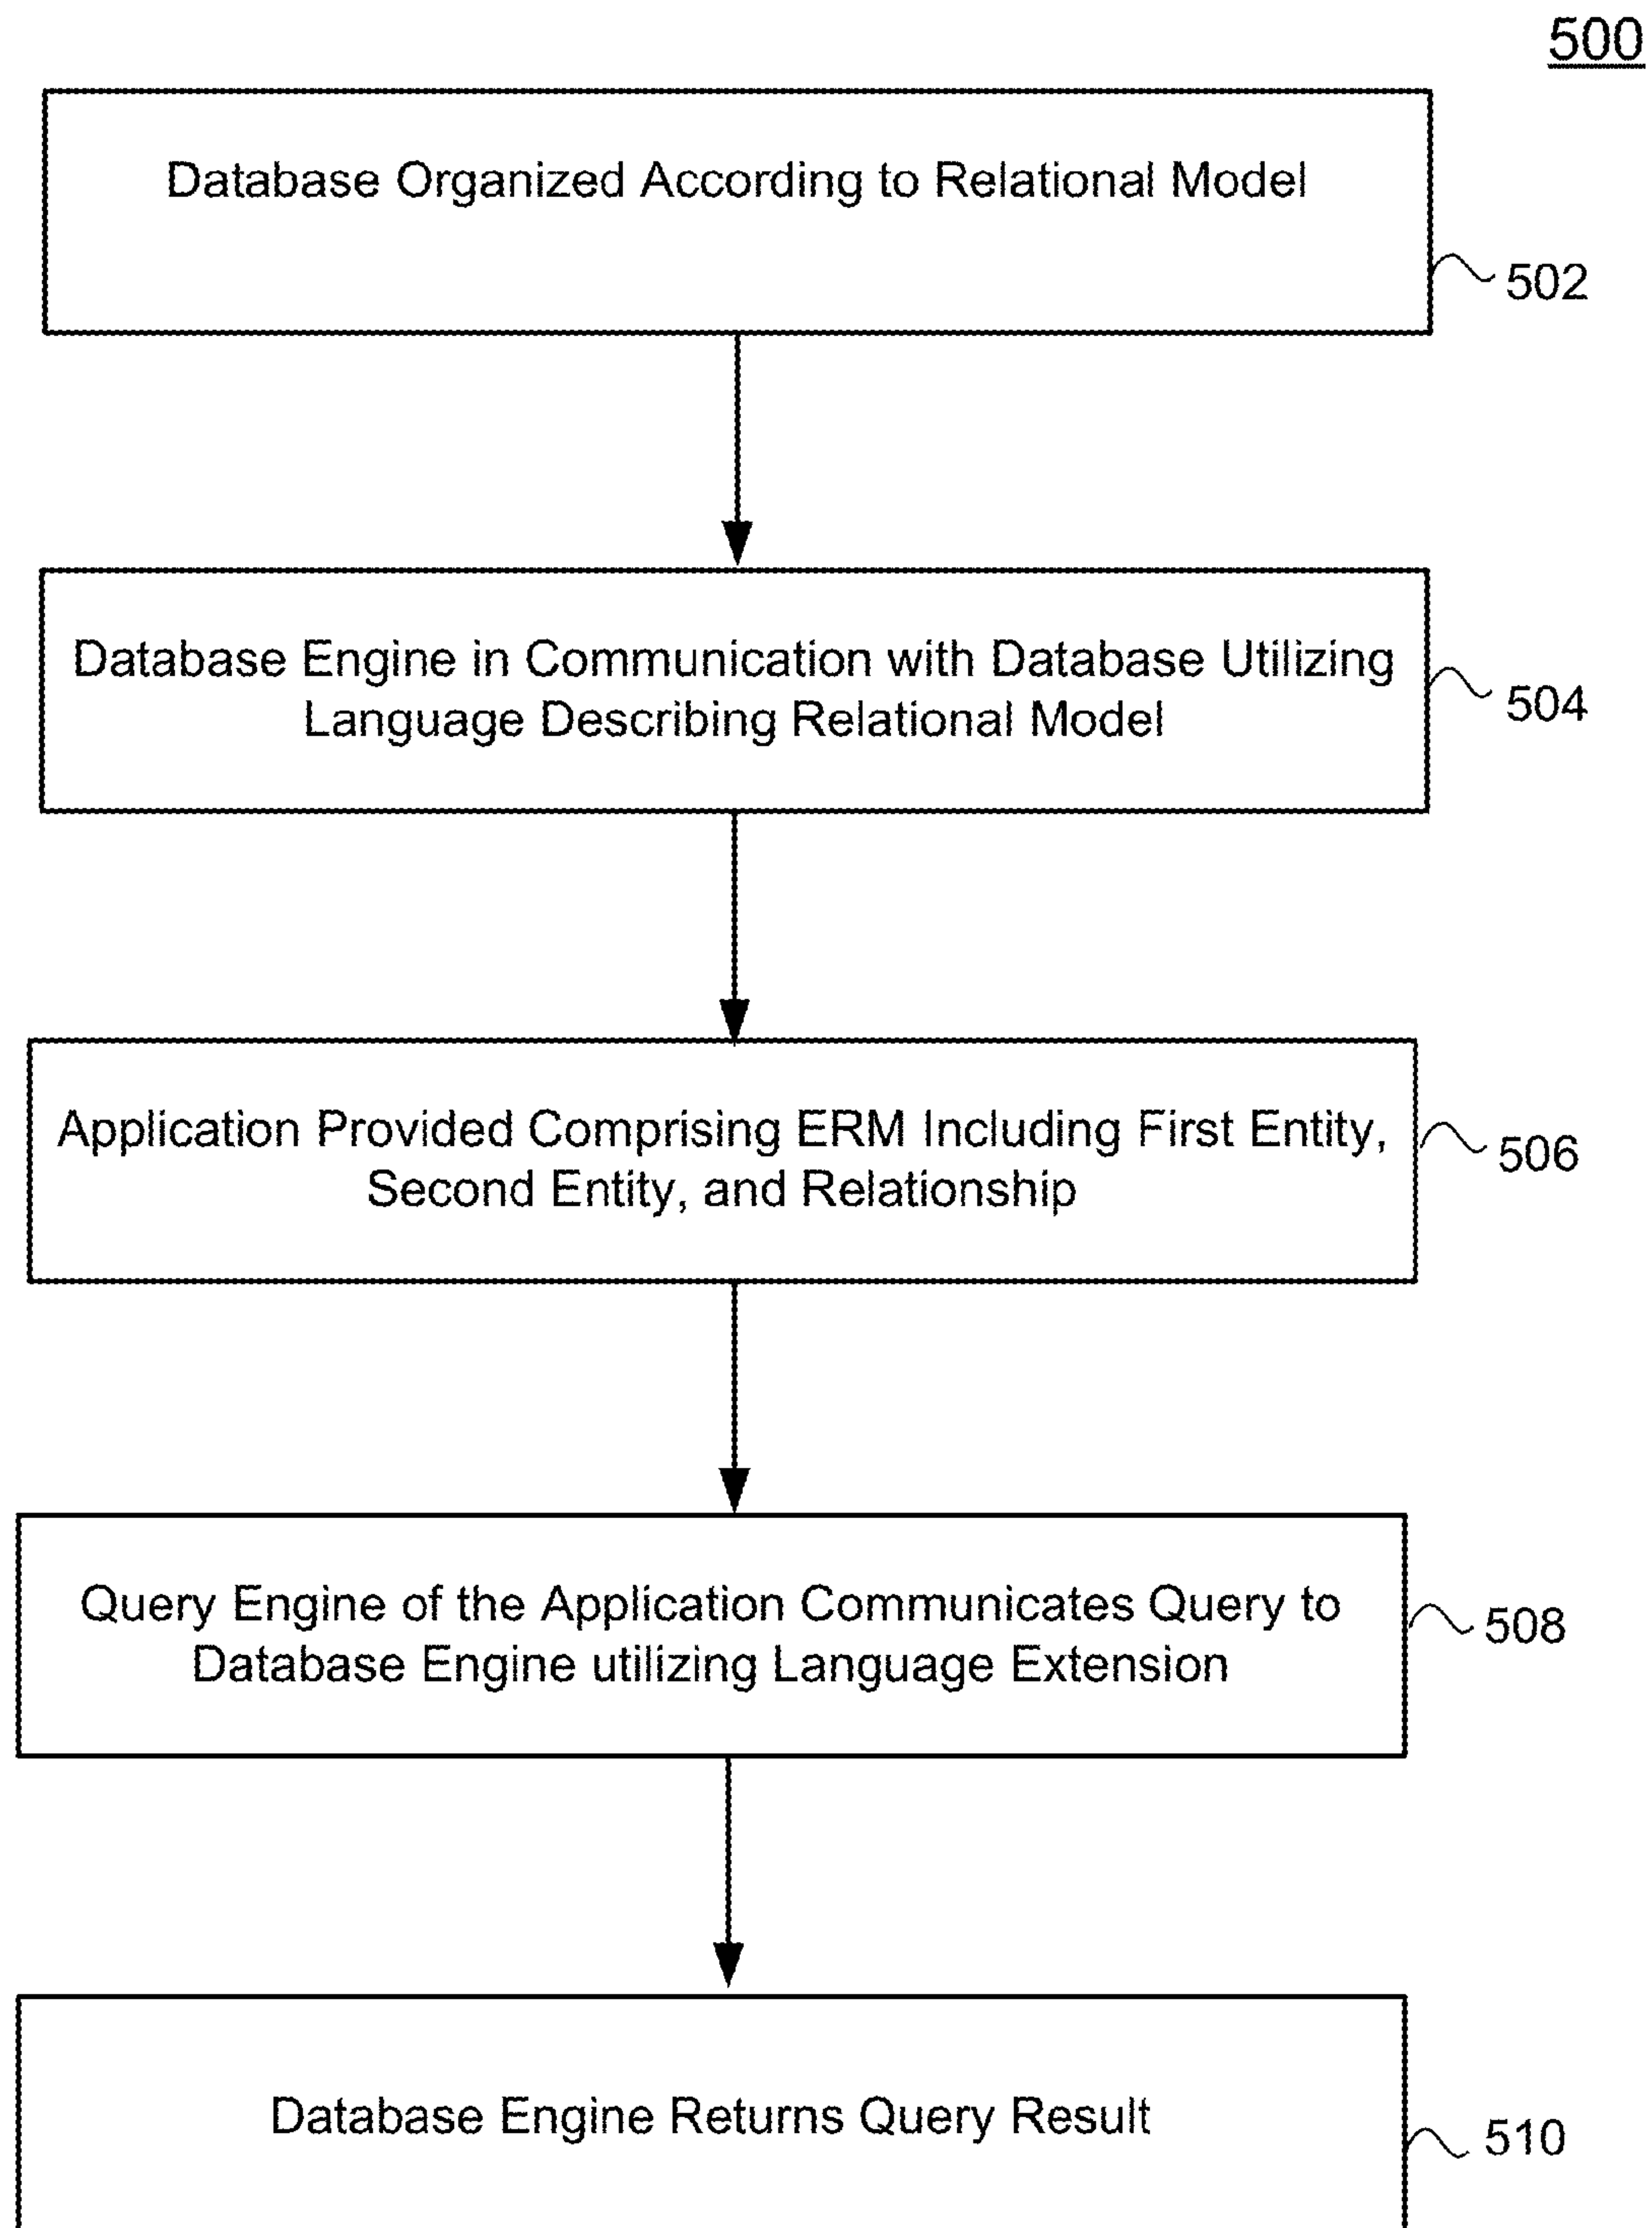 500
Database Organized According to Relational Model
502
Database Engine in Communication with Database Utilizing
Language Describing Relational Model
504
Application Provided Comprising ERM Including First Entity,
Second Entity, and Relationship
506
Query Engine of the Application Communicates Query to
Database Engine utilizing Language Extension
508
Database Engine Returns Query Result
510